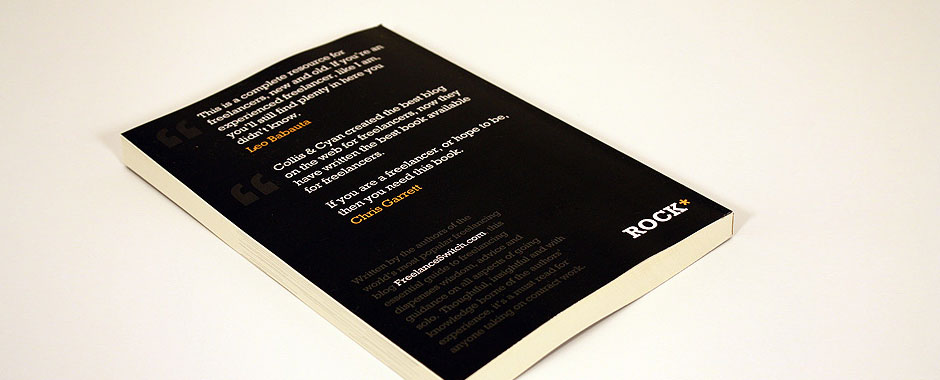 “
This is a complete resource for
freelancers, new and old. If you're an
experienced freelancer, like I am,
you'll still find plenty in here you
didn't know.
Leo Babauta
“
Collis & Cyan created the best blog
on the web for freelancers, now they
have written the best book available
for freelancers.
If you are a freelancer, or hope to be,
then you need this book.
Chris Garrett
Written by the authors of the
world's most popular freelancing
blog FreelanceSwitch.com, this
essential guide to freelancing
dispenses wisdom, advice and
guidance on all aspects of going
solo. Thoughtful, insightful and with
knowledge borne of the authors'
experience, it's a must read for
anyone taking on contract work.
ROCK*